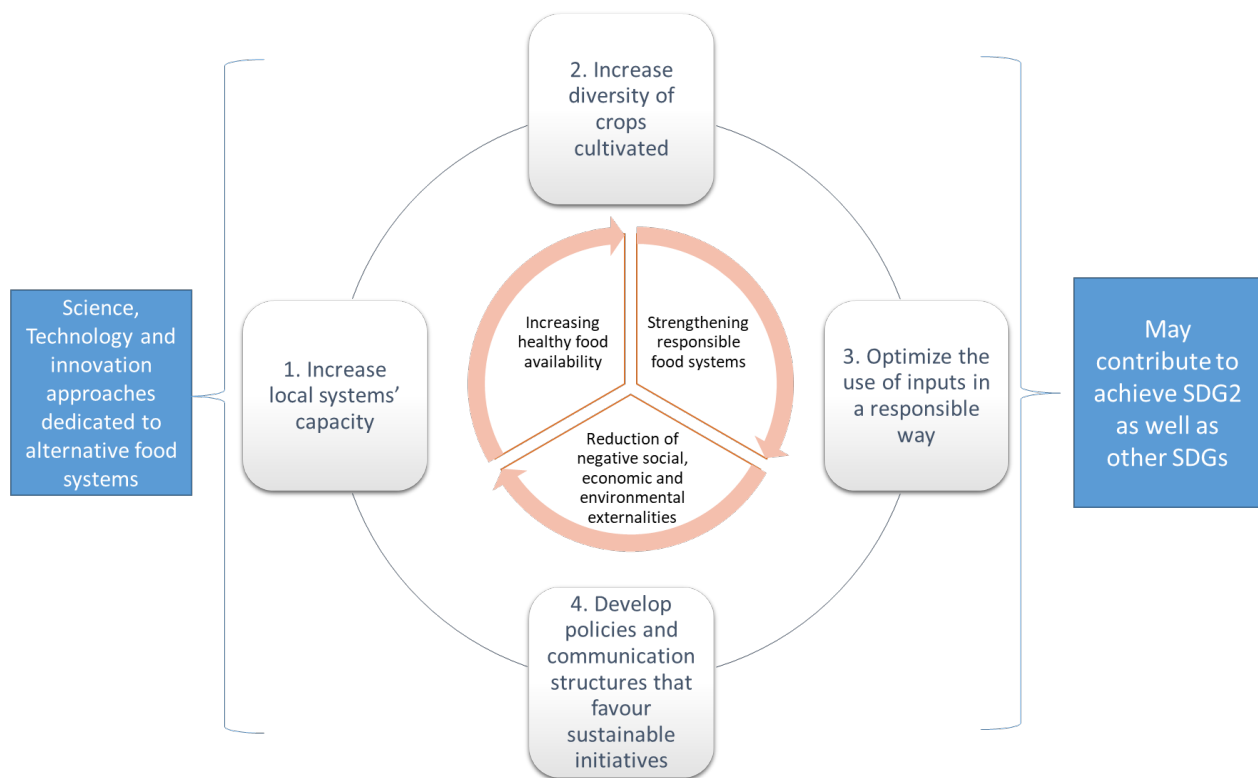 2. Increase
diversity of
crops
cultivated
Science,
Technology and
innovation
approaches
dedicated to
alternative food
systems
1. Increase
local systems’
capacity
Increasing
healthy food
availability
Strengthening
responsible
food systems
Reduction of
negative social,
economic and
environmental
externalities
3. Optimize the
use of inputs in
a responsible
way
May
contribute to
achieve SDG2
as well as
other SDGs
4. Develop
policies and
communication
structures that
favour
sustainable
initiatives